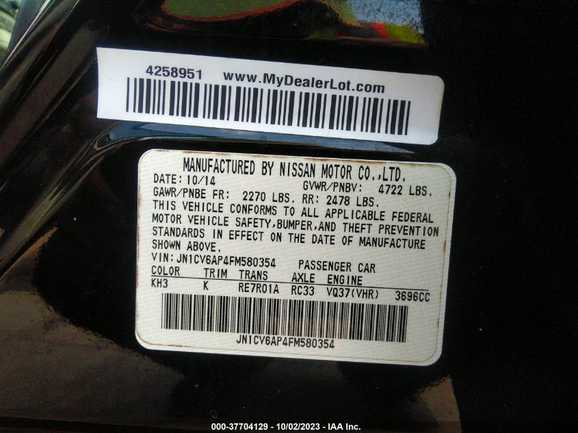 4258951 www.MyDealerLot.com
MANUFACTURED BY NISSAN MOTOR CO.,LTD.
DATE: 10/14 GVWR/PNBV: 4722 LBS.
GAWR/PNBE FR: 2270 LBS. RR: 2478 LBS.
THIS VEHICLE CONFORMS TO ALL APPLICABLE FEDERAL
MOTOR VEHICLE SAFETY, BUMPER, AND THEFT PREVENTION
STANDARDS IN EFFECT ON THE DATE OF MANUFACTURE
SHOWN ABOVE.
VIN: JN1CV6AP4FM580354 PASSENGER CAR
COLOR TRIM TRANS AXLE ENGINE
KH3 K RE7R01A RC33 VQ37(VHR) 3696CC
JN1CV6AP4FM580354
000-37704129 - 10/02/2023 - IAA Inc.